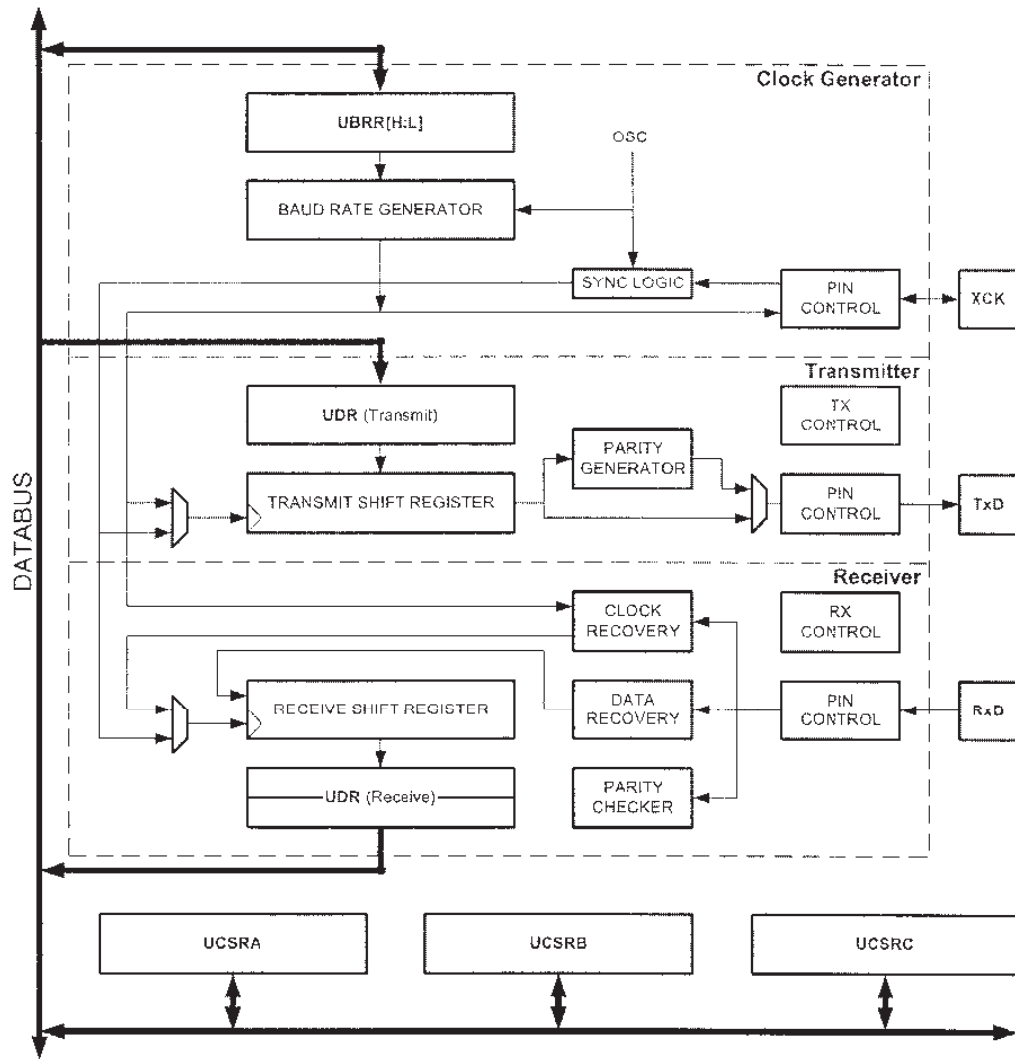 Clock Generator
UBRR[H:L]
OSC
BAUD RATE GENERATOR
SYNC LOGIC
PIN
CONTROL
XCK
Transmitter
TX
CONTROL
UDR (Transmit)
PARITY
GENERATOR
TRANSMIT SHIFT REGISTER
PIN
CONTROL
TxD
DATABUS
Receiver
CLOCK
RECOVERY
RX
CONTROL
RECEIVE SHIFT REGISTER
DATA
RECOVERY
PIN
CONTROL
RxD
UDR (Receive)
PARITY
CHECKER
UCSRA
UCSRB
UCSRC